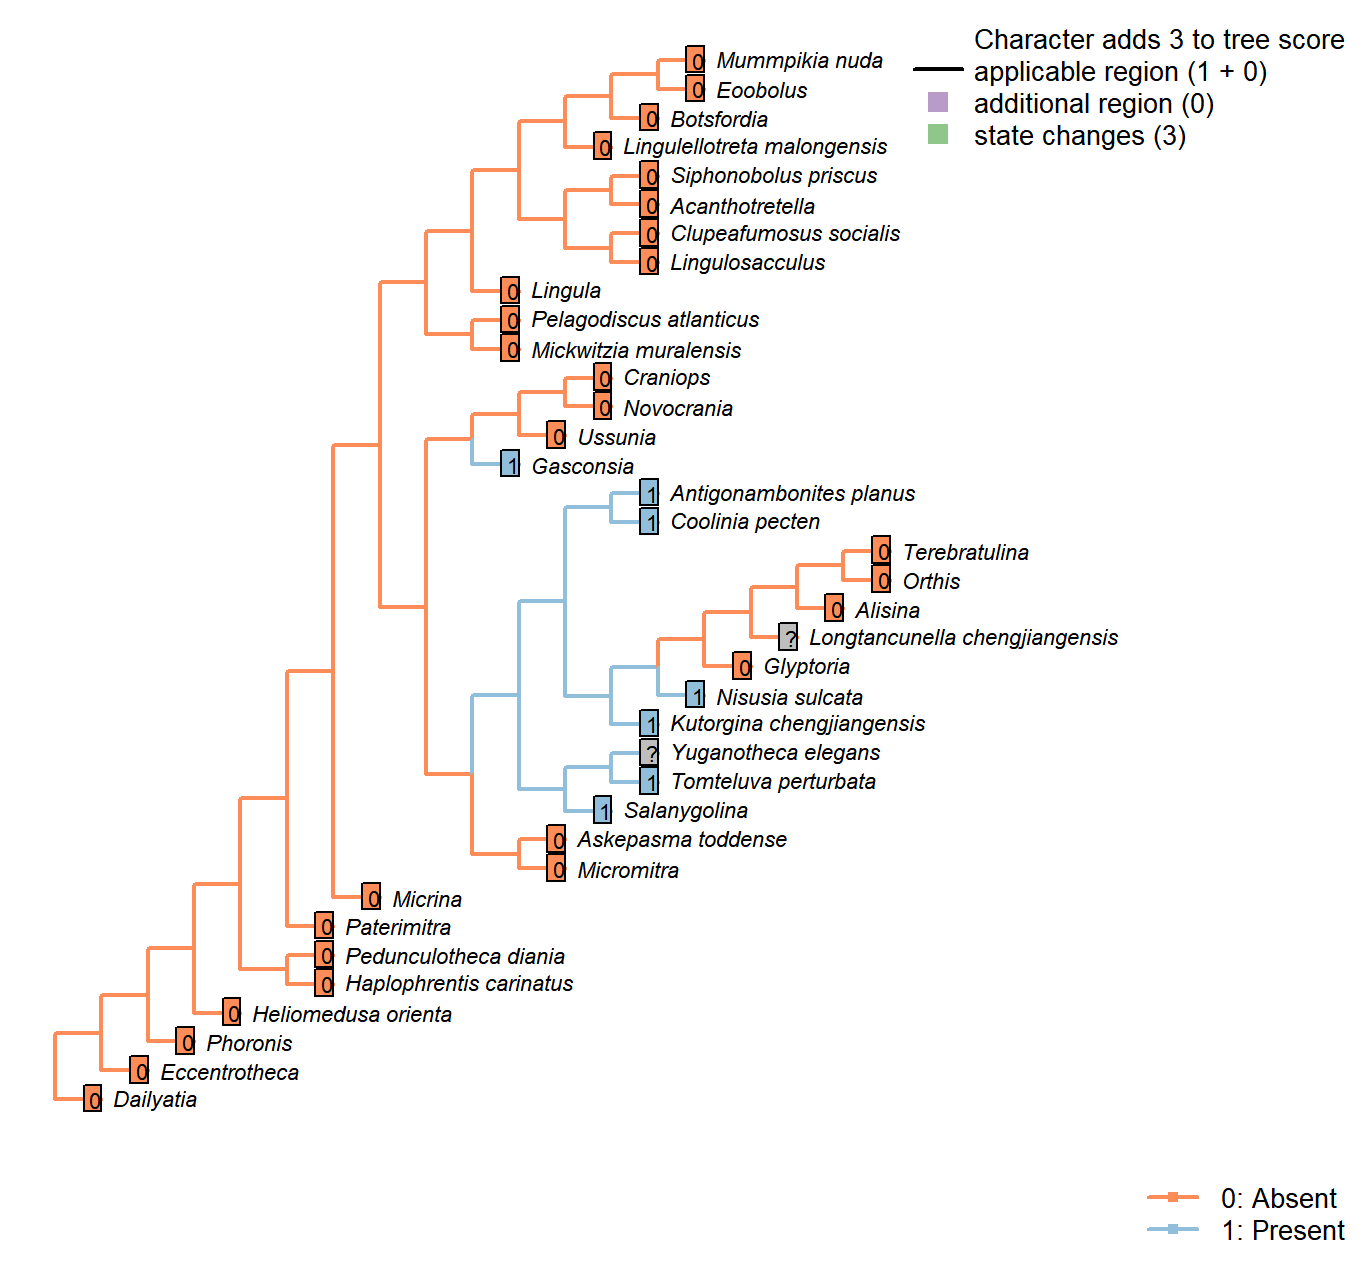 Character adds 3 to tree score
applicable region (1 + 0)
additional region (0)
state changes (3)
0 Mummpikia nuda
0 Eoobolus
0 Botsfordia
0 Lingulellotreta malongensis
0 Siphonobolus priscus
0 Acanthotretella
0 Clupeafumosus socialis
0 Lingulosacculus
0 Lingula
0 Pelagodiscus atlanticus
0 Mickwitzia muralensis
0 Craniops
0 Novocrania
0 Ussunia
1 Gasconsia
1 Antigonambonites planus
1 Coolinia pecten
0 Terebratulina
0 Orthis
0 Alisina
? Longtancunella chengjiangensis
0 Glyptoria
1 Nisusia sulcata
1 Kutorgina chengjiangensis
? Yuganotheca elegans
1 Tomteluva perturbata
1 Salanygolina
0 Askepasma toddense
0 Micromitra
0 Micrina
0 Paterimitra
0 Pedunculotheca diania
0 Haplophrentis carinatus
0 Heliomedusa orienta
0 Phoronis
0 Eccentrotheca
0 Dailyatia
0: Absent
1: Present